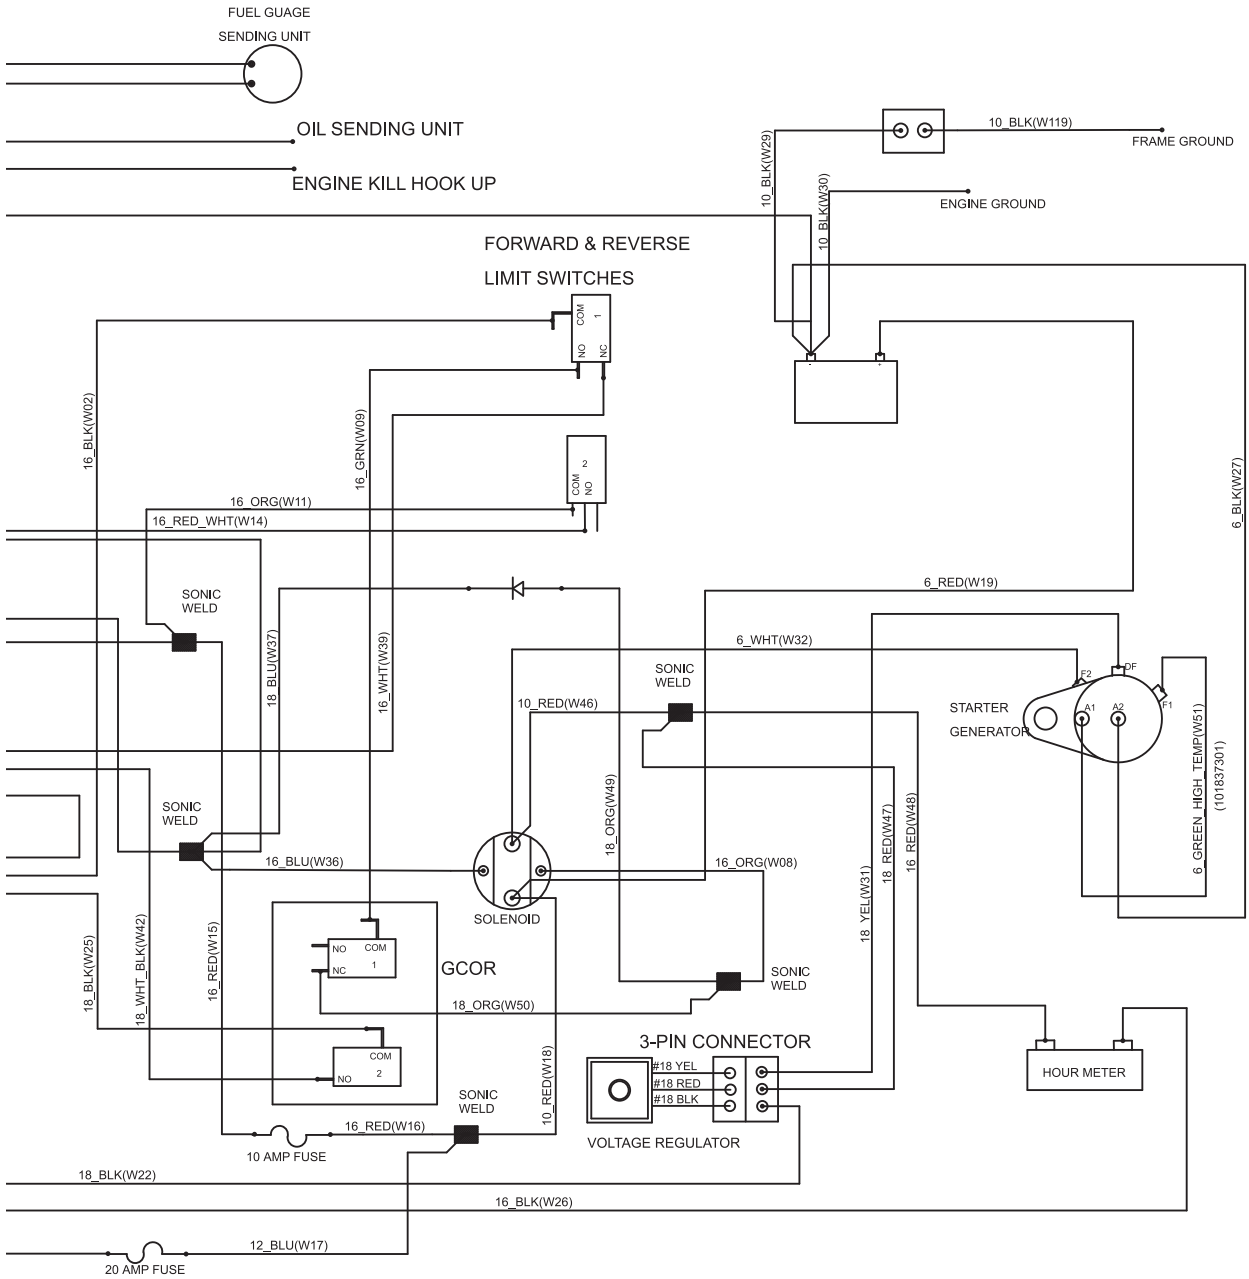 FUEL GUAGE
SENDING UNIT
OIL SENDING UNIT
ENGINE KILL HOOK UP
10_BLK(W119)
FRAME GROUND
10_BLK(W29)
10_BLK(W30)
ENGINE GROUND
FORWARD & REVERSE
LIMIT SWITCHES
COM
1
NO
NC
-
+
16_BLK(W02)
16_GRN(W09)
2
COM
NO
6_BLK(W27)
16_ORG(W11)
16_RED_WHT(W14)
6_RED(W19)
SONIC
WELD
18_BLU(W37)
16_WHT(W39)
6_WHT(W32)
SONIC
WELD
10_RED(W46)
F2
DF
F1
A1
A2
STARTER
GENERATOR
6_GREEN_HIGH_TEMP(W51)
(101837301)
SONIC
WELD
18_ORG(W49)
18_RED(W47)
16_RED(W48)
16_BLU(W36)
16_ORG(W08)
SOLENOID
18_YEL(W31)
18_BLK(W25)
18_WHT_BLK(W42)
16_RED(W15)
NO
COM
NC
1
GCOR
SONIC
WELD
18_ORG(W50)
COM
NO
2
10_RED(W18)
3-PIN CONNECTOR
#18 YEL
#18 RED
#18 BLK
HOUR METER
SONIC
WELD
16_RED(W16)
10 AMP FUSE
VOLTAGE REGULATOR
18_BLK(W22)
16_BLK(W26)
12_BLU(W17)
20 AMP FUSE